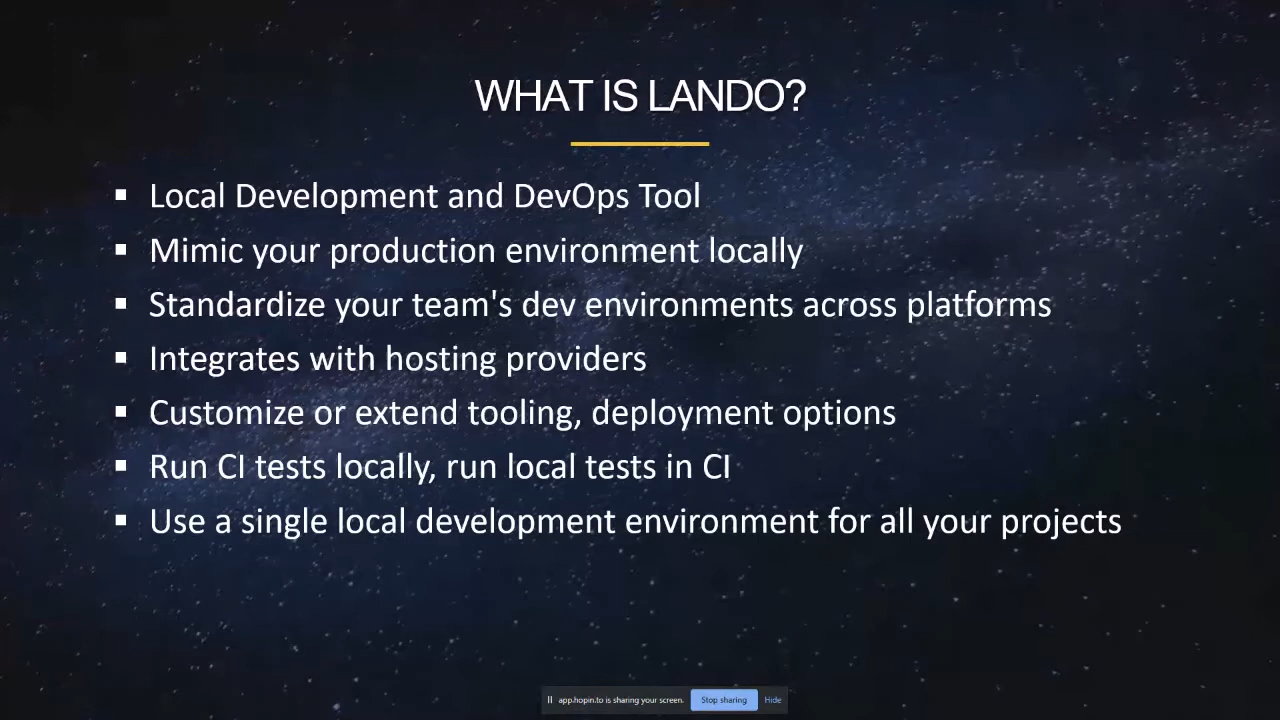 WHAT IS LANDO?
▪ Local Development and DevOps Tool
▪ Mimic your production environment locally
▪ Standardize your team's dev environments across platforms
▪ Integrates with hosting providers
▪ Customize or extend tooling, deployment options
▪ Run CI tests locally, run local tests in CI
▪ Use a single local development environment for all your projects
app.hopin.to is sharing your screen. Stop sharing Hide